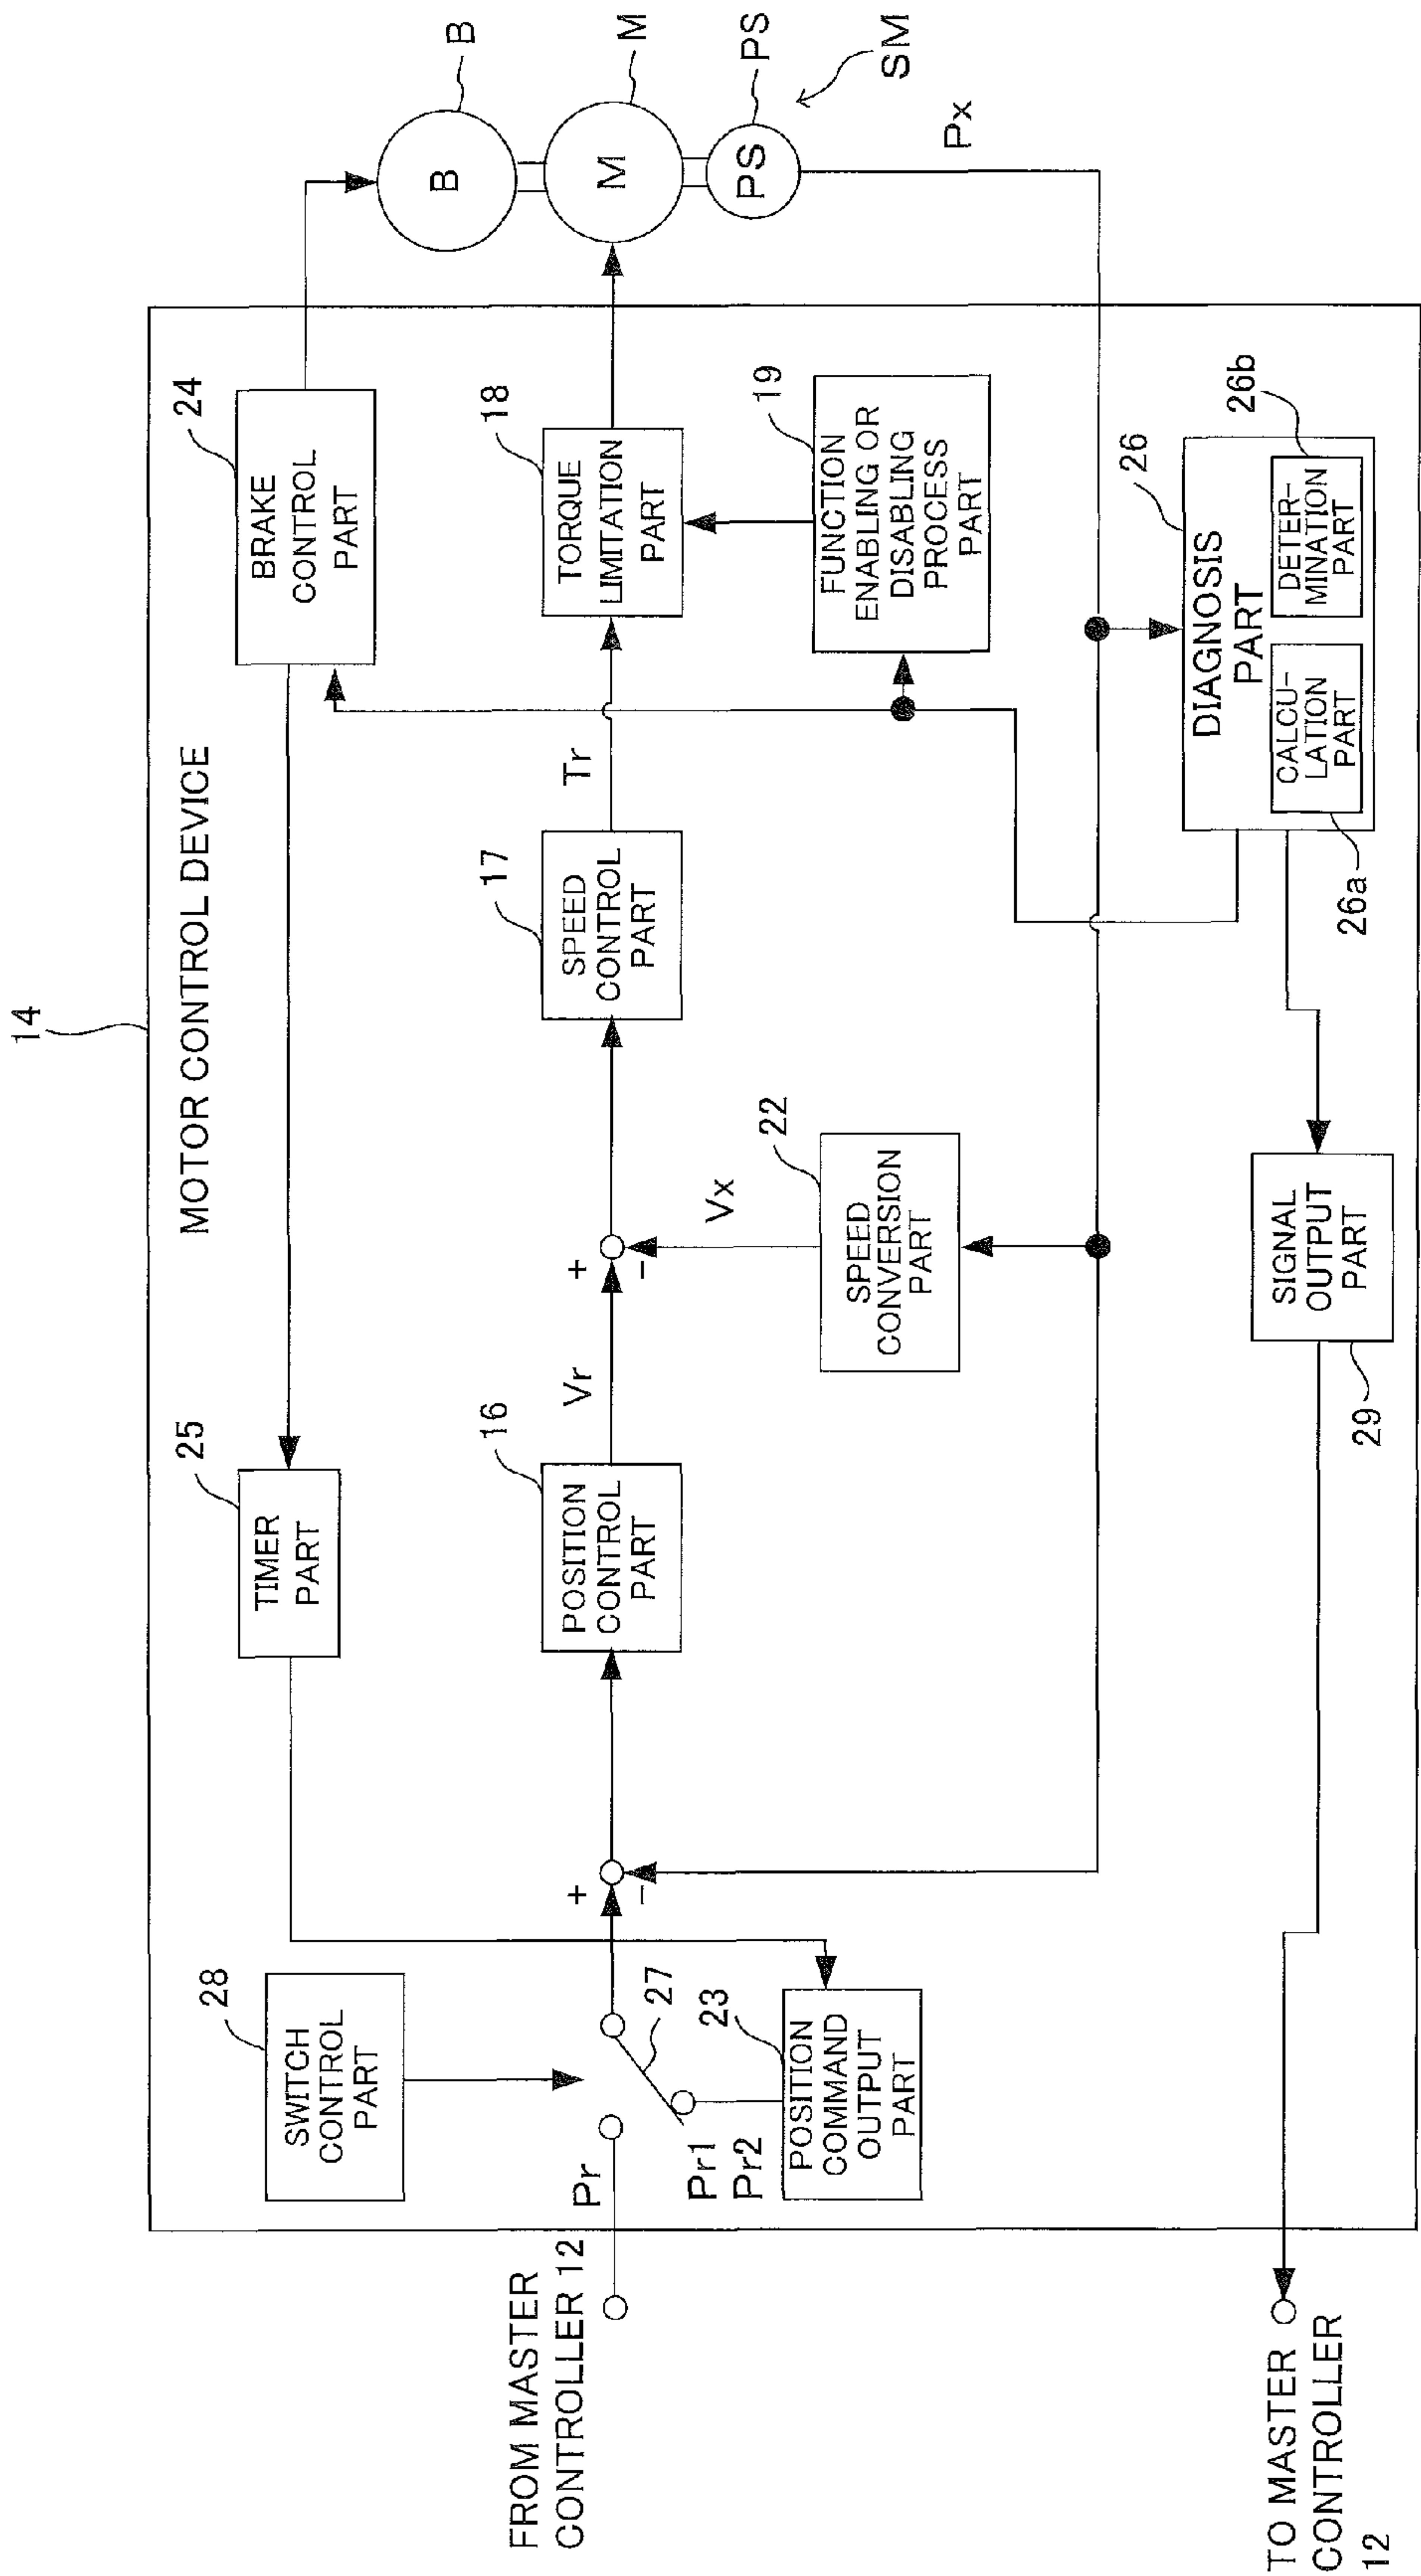 14
MOTOR CONTROL DEVICE
28
SWITCH
CONTROL
PART
25
TIMER
PART
24
BRAKE
CONTROL
PART
B
B
FROM MASTER
CONTROLLER 12
Pr
27
Pr1
Pr2
23
POSITION
COMMAND
OUTPUT
PART
+
−
16
POSITION
CONTROL
PART
Vr
+
−
Vx
22
SPEED
CONVERSION
PART
17
SPEED
CONTROL
PART
Tr
18
TORQUE
LIMITATION
PART
19
FUNCTION
ENABLING OR
DISABLING
PROCESS
PART
M
M
PS
PS
SM
Px
26
DIAGNOSIS
PART
CALCU-
LATION
PART
26a
DETER-
MINATION
PART
26b
SIGNAL
OUTPUT
PART
29
TO MASTER
CONTROLLER
12